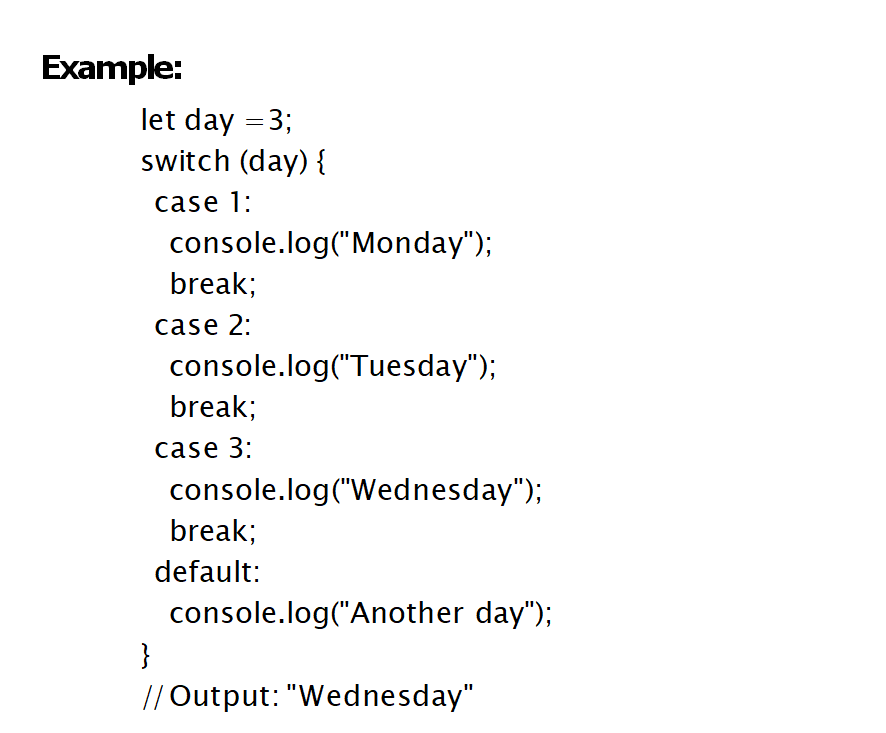 Example:
let day =3;
switch (day) {
case 1:
console.log("Monday");
break;
case 2:
console.log("Tuesday");
break;
case 3:
console.log("Wednesday");
break;
default:
console.log("Another day");
}
// Output: "Wednesday"